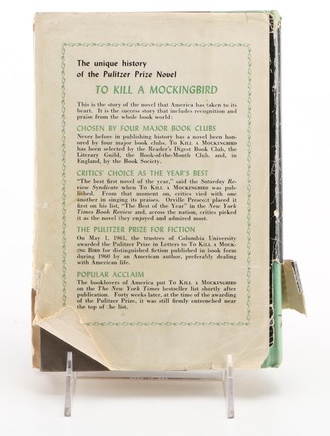 The unique history
of the Pulitzer Prize Novel
TO KILL A MOCKINGBIRD
This is the story of the novel that America has taken to its
heart. It is the success story that includes recognition and
praise from the whole book world:
CHOSEN BY FOUR MAJOR BOOK CLUBS
Never before in publishing history has a novel been hon-
ored by four major book clubs. TO KILL A MOCKINGBIRD
has been selected by the Reader's Digest Book Club, the
Literary Guild, the Book-of-the-Month Club, and, in
England, by the Book Society.
CRITICS' CHOICE AS THE YEAR'S BEST
"The best first novel of the year," said the Saturday Re-
view Syndicate when TO KILL A MOCKINGBIRD was pub-
lished. From that moment on, critics vied with one
another in singing its praises. Orville Prescott placed it
first on his list, "The Best of the Year" in the New York
Times Book Review and, across the nation, critics picked
it as the novel they enjoyed and admired most.
THE PULITZER PRIZE FOR FICTION
On May 1, 1961, the trustees of Columbia University
awarded the Pulitzer Prize in Letters to TO KILL A MOCK-
ING BIRD for distinguished fiction published in book form
during 1960 by an American author, preferably dealing
with American life.
POPULAR ACCLAIM
The booklovers of America put TO KILL A MOCKINGBIRD
on the The New York Times bestseller list shortly after
publication. Forty weeks later, at the time of the awarding
of the Pulitzer Prize, it was still firmly entrenched near
the top of the list.